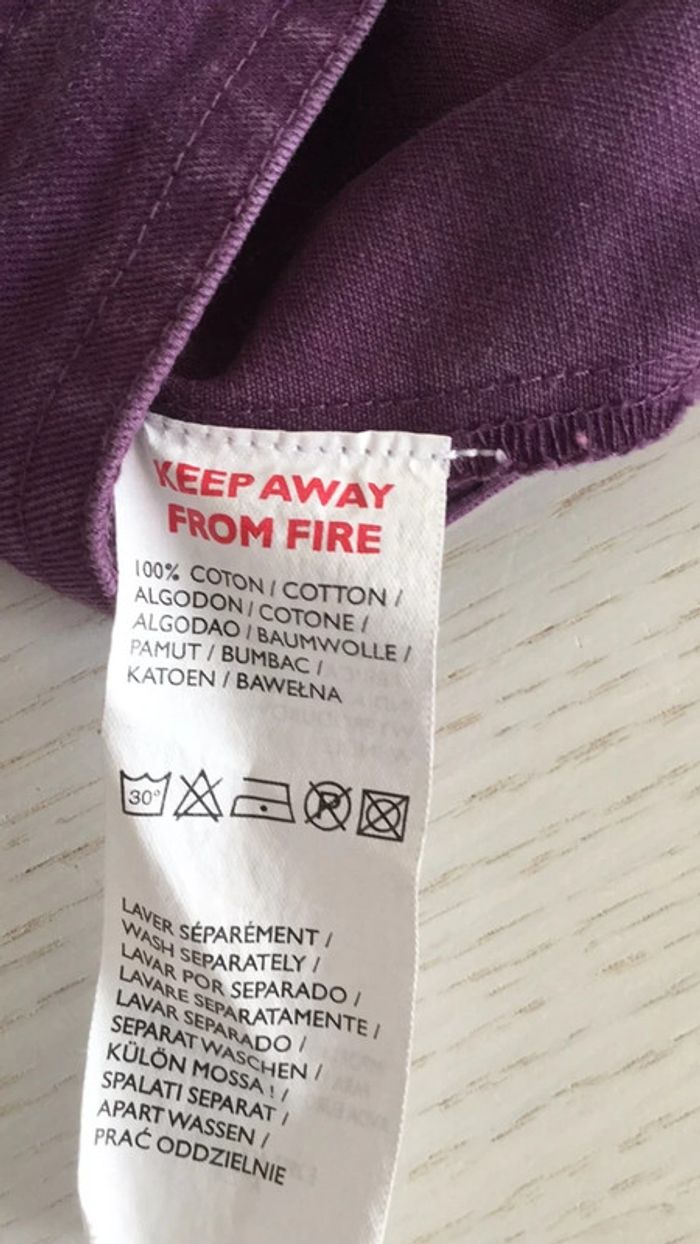 KEEP AWAY
FROM FIRE
100% COTON / COTTON /
ALGODON / COTONE /
ALGODAO / BAUMWOLLE /
PAMUT / BUMBAC /
KATOEN / BAWEŁNA
30° P
LAVER SÉPARÉMENT /
WASH SEPARATELY /
LAVAR POR SEPARADO /
LAVARE SEPARATAMENTE /
LAVAR SEPARADO /
SEPARAT WASCHEN /
KÜLÖN MOSSA ! /
SPALATI SEPARAT /
APART WASSEN /
PRAĆ ODDZIELNIE